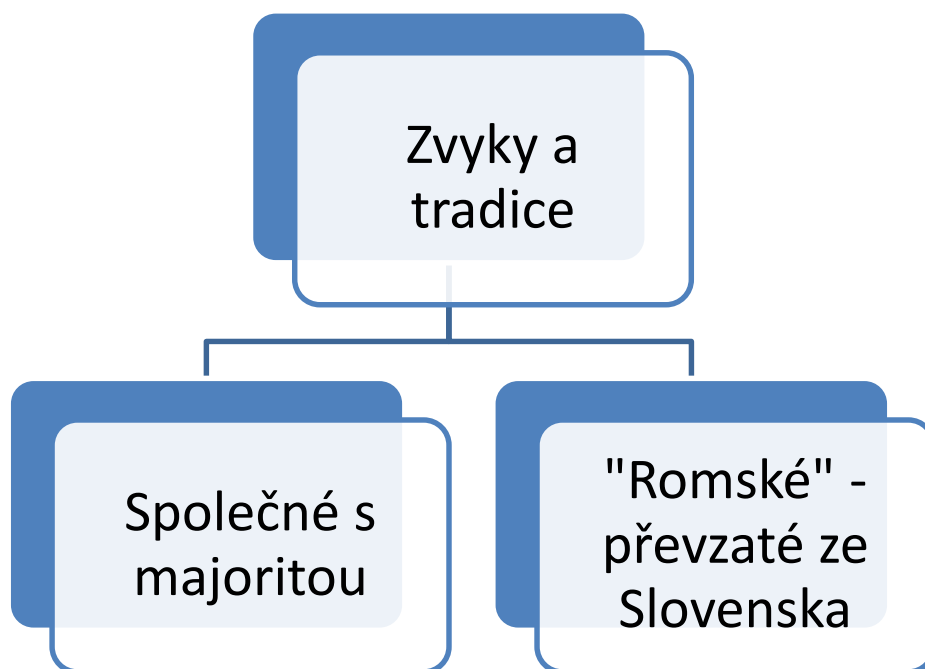 Zvyky a
tradice
Společné s
majoritou
"Romské" -
převzaté ze
Slovenska